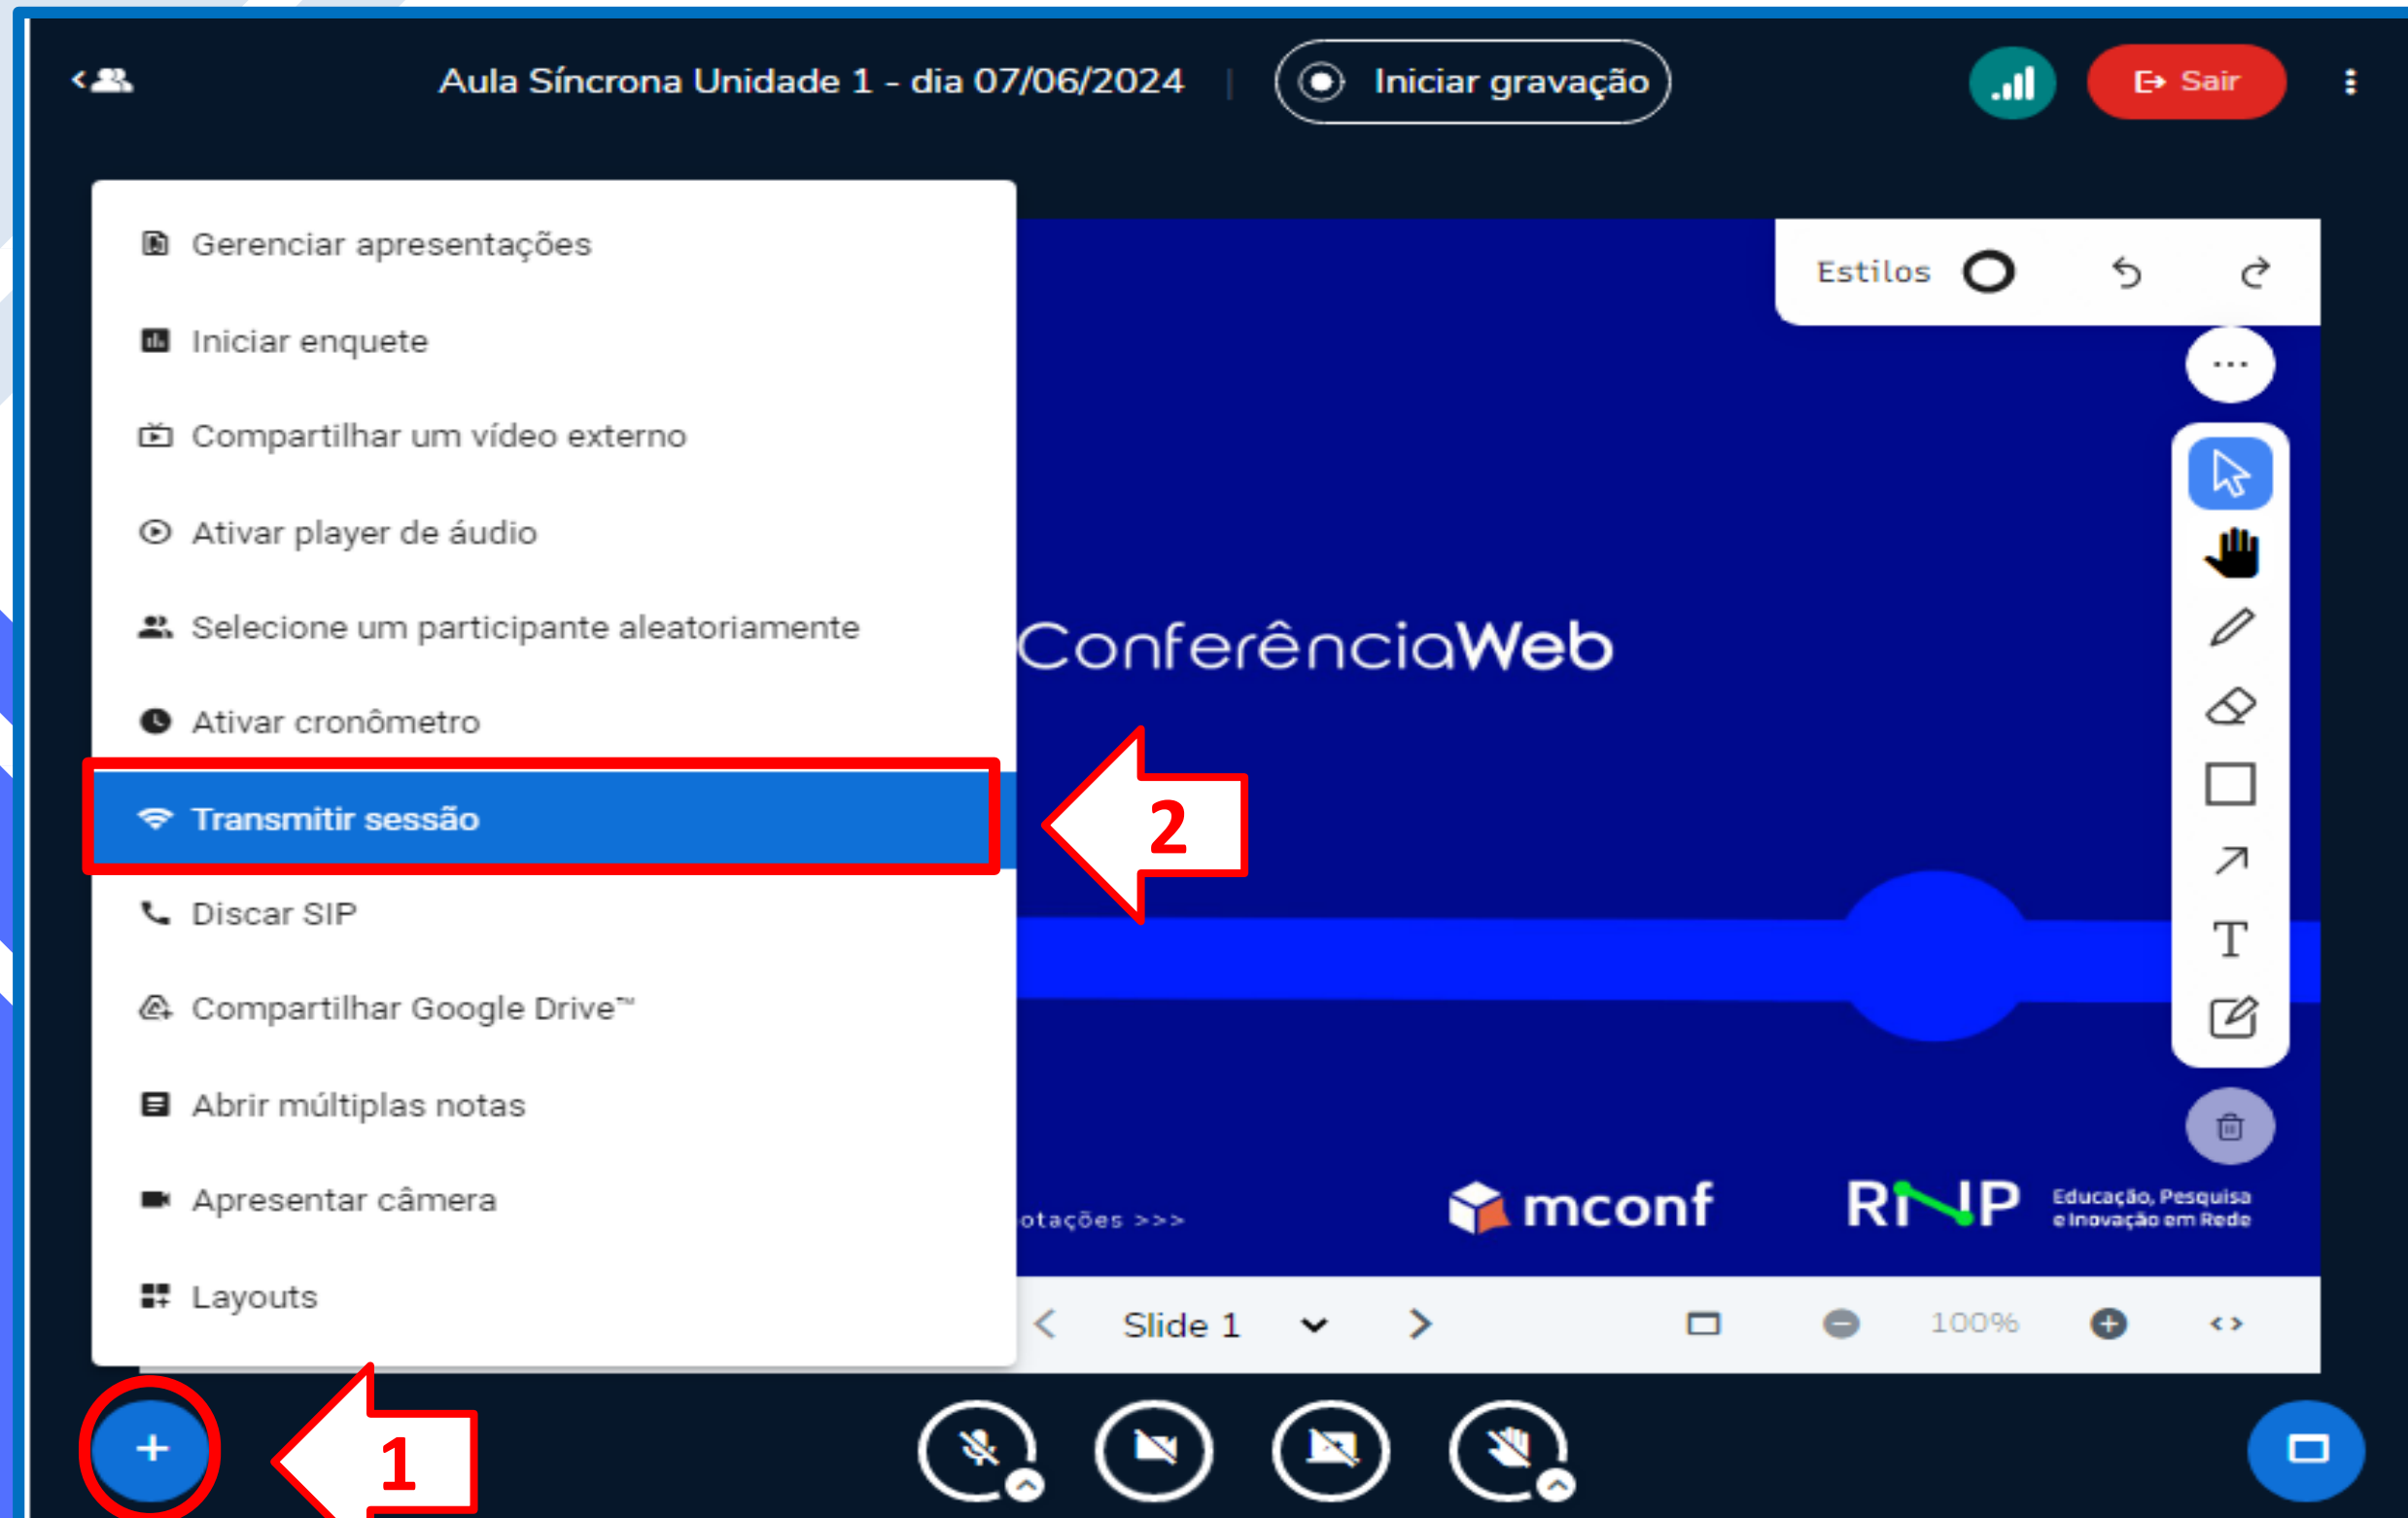 Aula Síncrona Unidade 1 - dia 07/06/2024
Iniciar gravação
Sair
Gerenciar apresentações
Iniciar enquete
Compartilhar um vídeo externo
Ativar player de áudio
Selecione um participante aleatoriamente
Ativar cronômetro
Transmitir sessão
Discar SIP
Compartilhar Google Drive™
Abrir múltiplas notas
Apresentar câmera
Layouts
Estilos
ConferênciaWeb
2
T
otações >>>
mconf
RNP
Educação, Pesquisa
e Inovação em Rede
Slide 1
100%
1